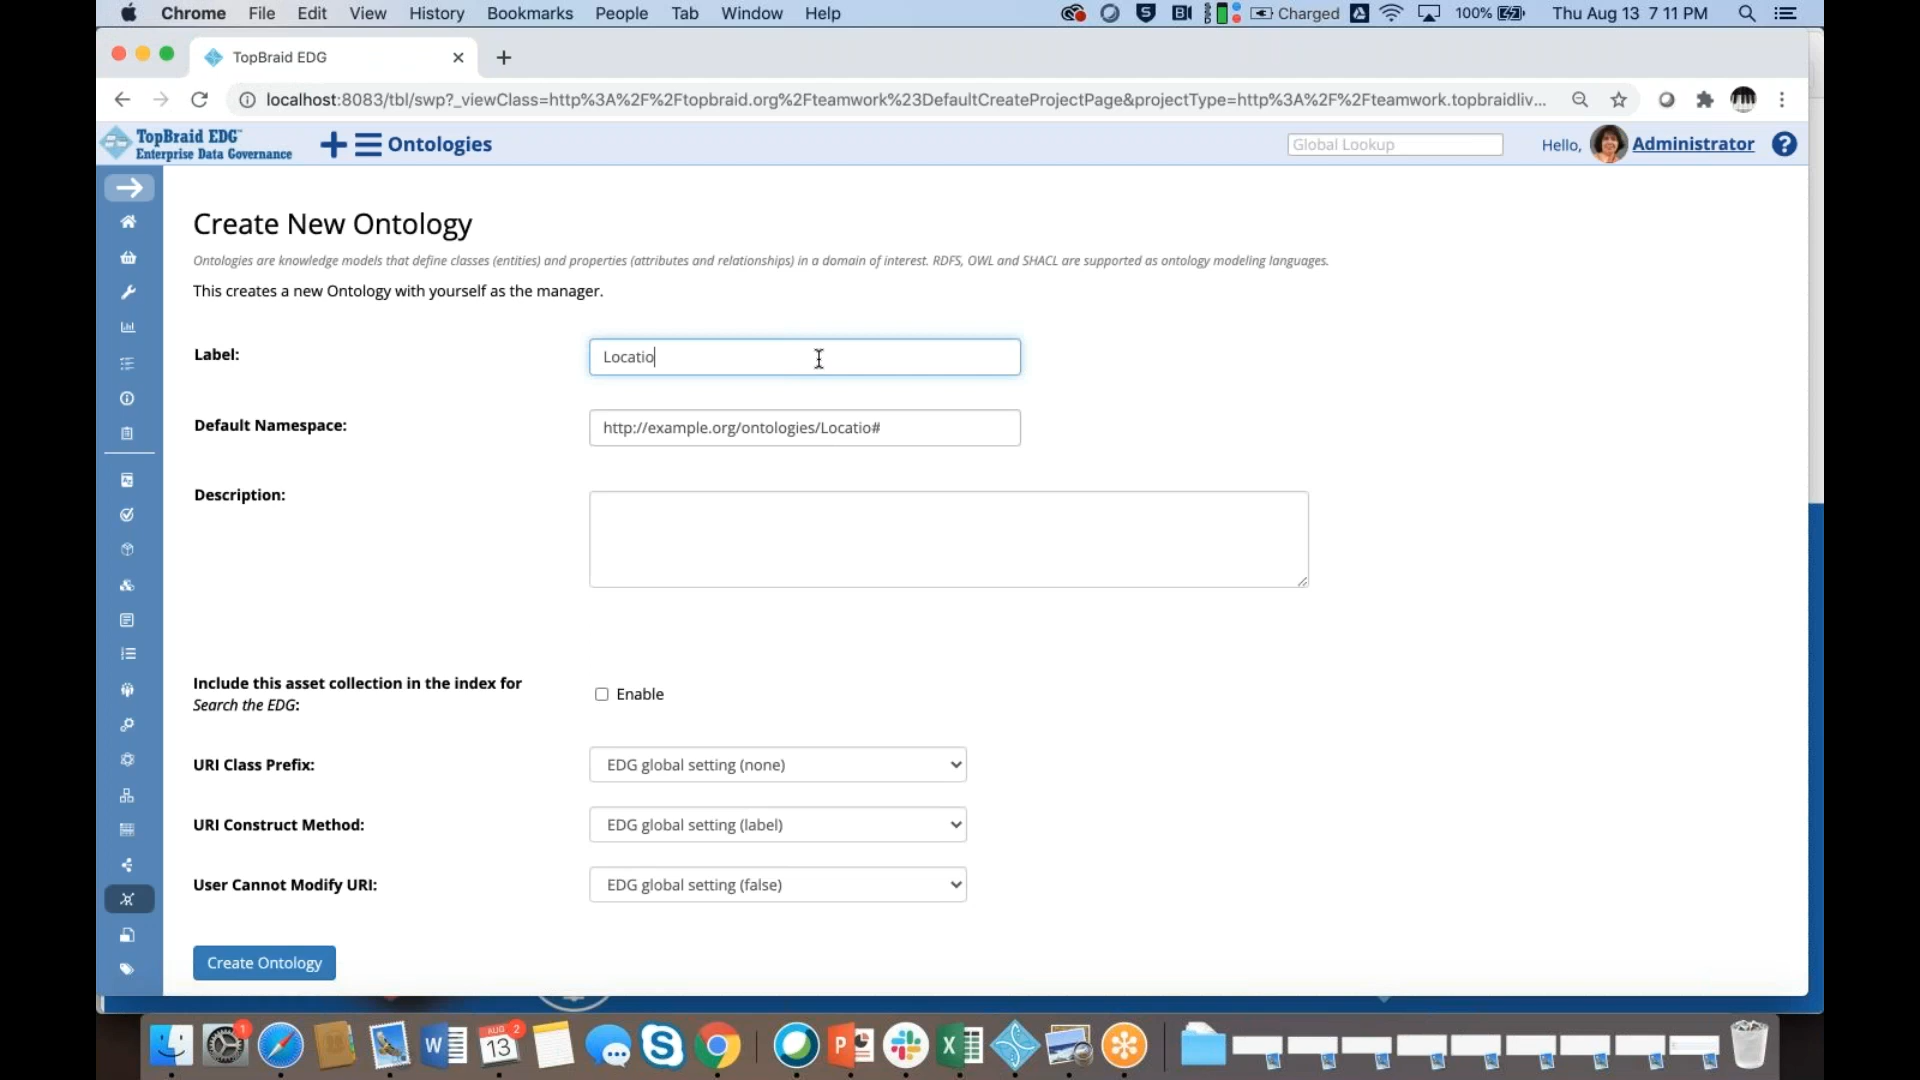 Chrome File Edit View History Bookmarks People Tab Window Help Charged 100% Thu Aug 13 7 11 PM
TopBraid EDG
localhost:8083/tbl/swp?_viewClass=http%3A%2F%2Ftopbraid.org%2Fteamwork%23DefaultCreateProjectPage&projectType=http%3A%2F%2Fteamwork.topbraidliv...
TopBraid EDG
Enterprise Data Governance
Ontologies
Global Lookup
Hello, Administrator
Create New Ontology
Ontologies are knowledge models that define classes (entities) and properties (attributes and relationships) in a domain of interest. RDFS, OWL and SHACL are supported as ontology modeling languages.
This creates a new Ontology with yourself as the manager.
Label: Locatio
Default Namespace: http://example.org/ontologies/Locatio#
Description:
Include this asset collection in the index for
Search the EDG:
Enable
URI Class Prefix: EDG global setting (none)
URI Construct Method: EDG global setting (label)
User Cannot Modify URI: EDG global setting (false)
Create Ontology
1
AUG 2
13